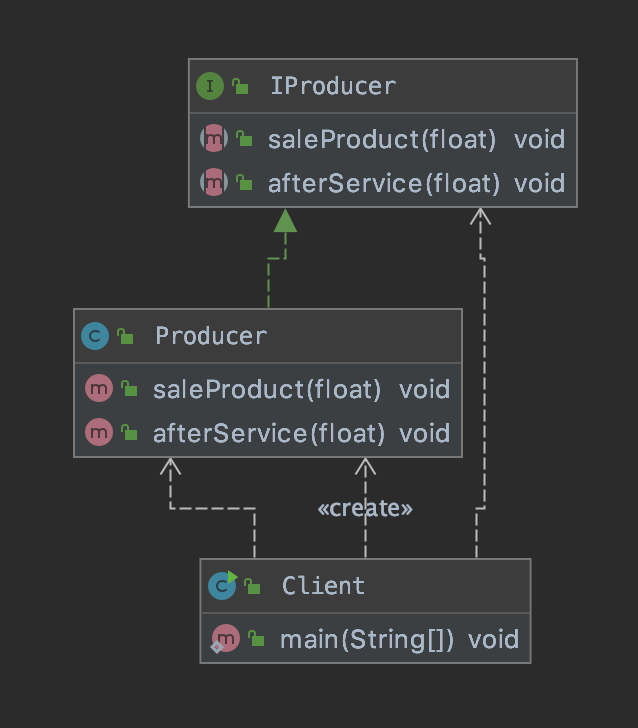 I IProducer
m saleProduct(float) void
m afterService(float) void
C Producer
m saleProduct(float) void
m afterService(float) void
«create»
C Client
m main(String[]) void